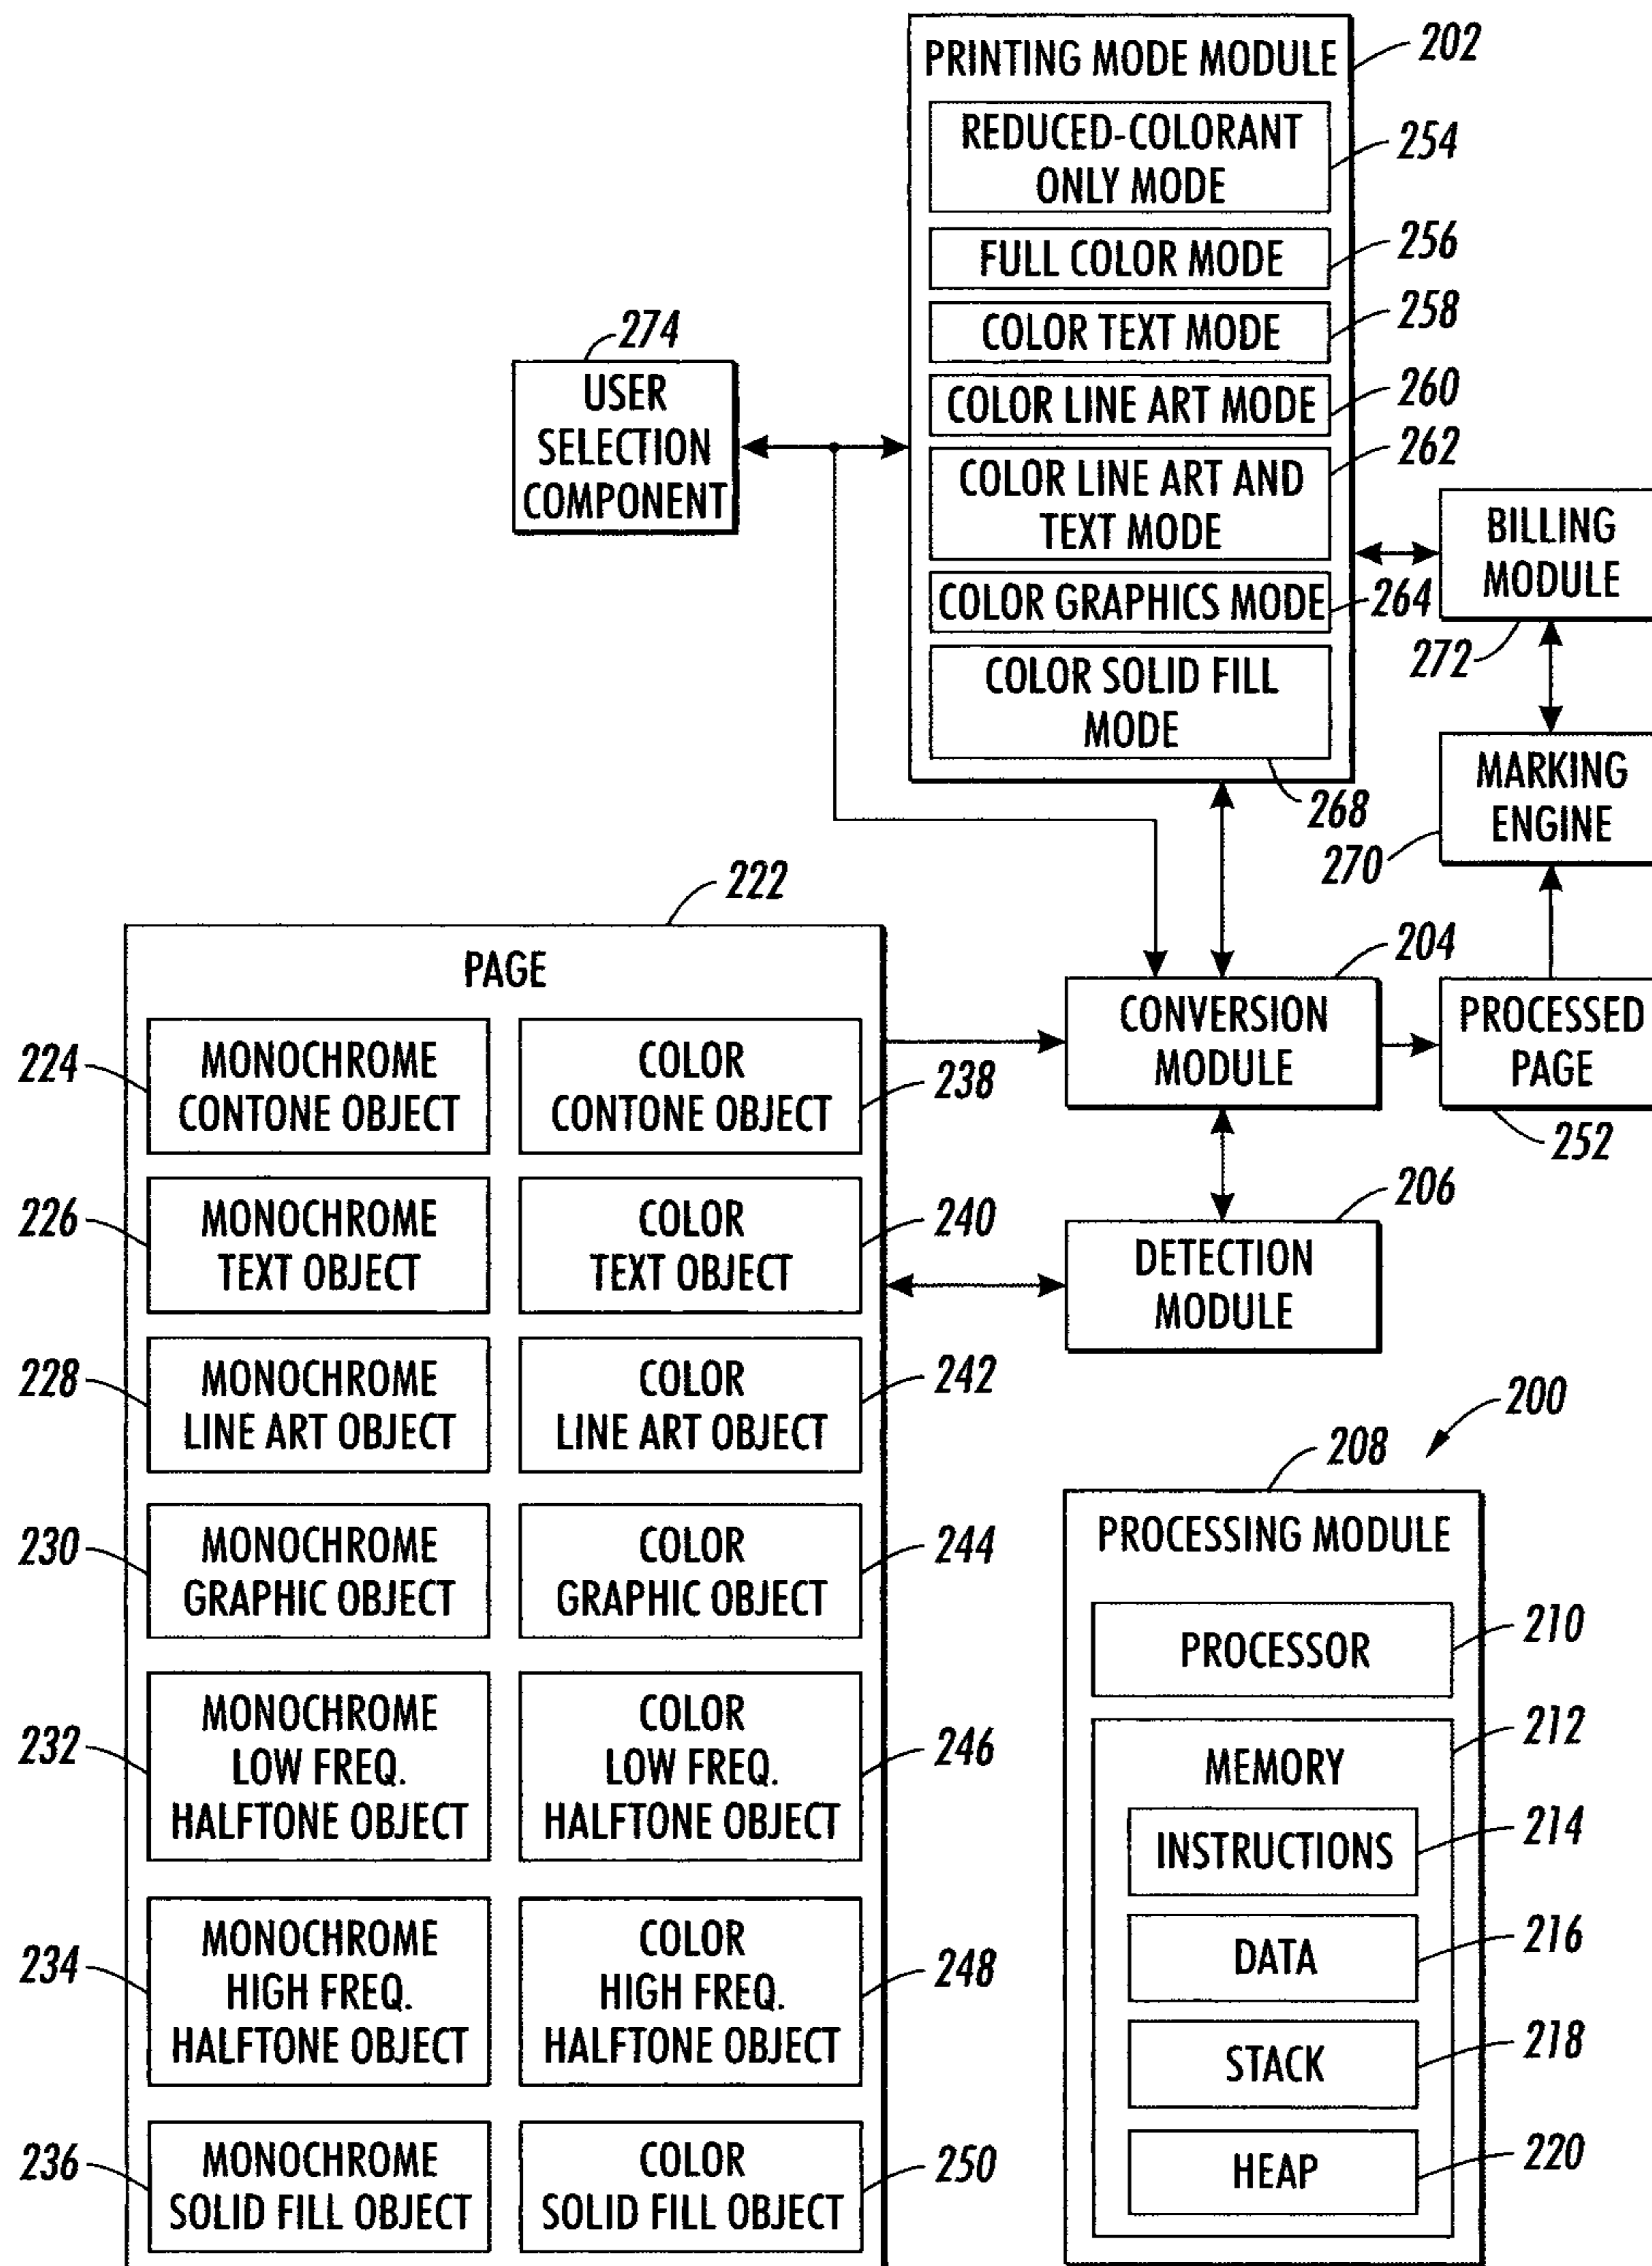 PRINTING MODE MODULE
202
REDUCED-COLORANT
ONLY MODE
254
FULL COLOR MODE
256
COLOR TEXT MODE
258
COLOR LINE ART MODE
260
COLOR LINE ART AND
TEXT MODE
262
COLOR GRAPHICS MODE
264
COLOR SOLID FILL
MODE
268
274
USER
SELECTION
COMPONENT
BILLING
MODULE
272
MARKING
ENGINE
270
222
PAGE
224
MONOCHROME
CONTONE OBJECT
COLOR
CONTONE OBJECT
238
226
MONOCHROME
TEXT OBJECT
COLOR
TEXT OBJECT
240
228
MONOCHROME
LINE ART OBJECT
COLOR
LINE ART OBJECT
242
230
MONOCHROME
GRAPHIC OBJECT
COLOR
GRAPHIC OBJECT
244
232
MONOCHROME
LOW FREQ.
HALFTONE OBJECT
COLOR
LOW FREQ.
HALFTONE OBJECT
246
234
MONOCHROME
HIGH FREQ.
HALFTONE OBJECT
COLOR
HIGH FREQ.
HALFTONE OBJECT
248
236
MONOCHROME
SOLID FILL OBJECT
COLOR
SOLID FILL OBJECT
250
204
CONVERSION
MODULE
PROCESSED
PAGE
252
206
DETECTION
MODULE
200
208
PROCESSING MODULE
PROCESSOR
210
MEMORY
212
INSTRUCTIONS
214
DATA
216
STACK
218
HEAP
220